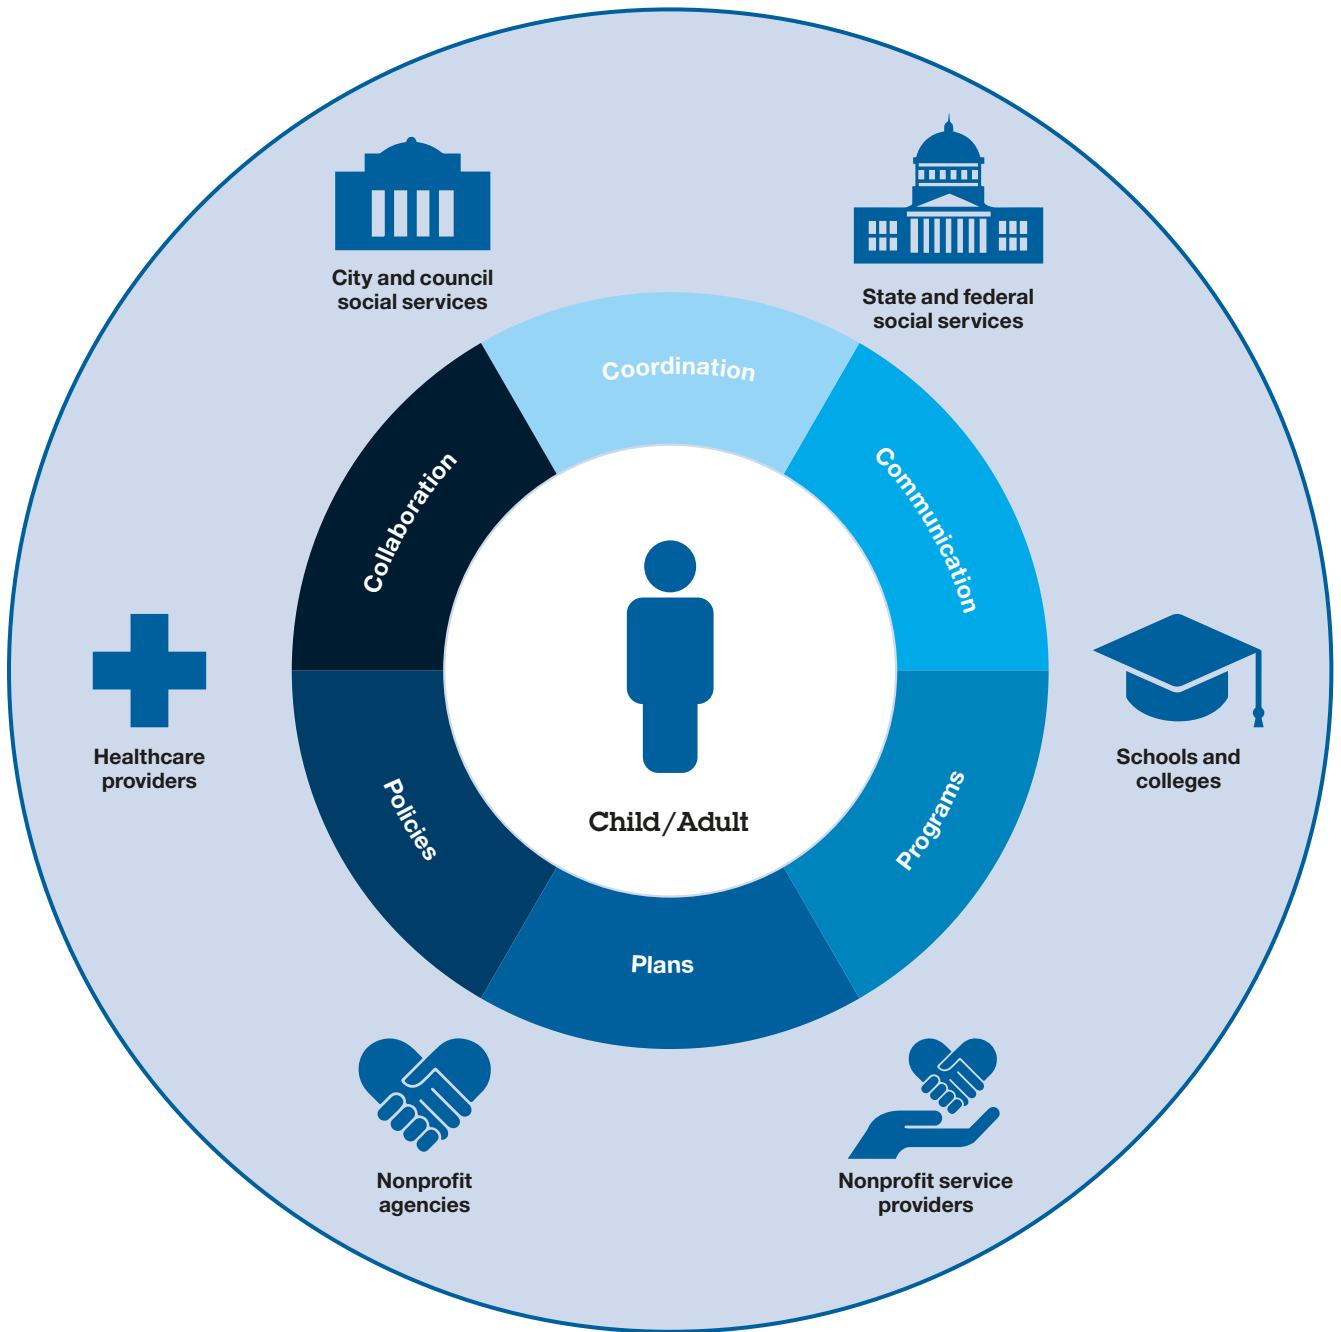 City and council
social services
State and federal
social services
Coordination
Collaboration
Communication
Healthcare
providers
Schools and
colleges
Policies
Programs
Child/Adult
Plans
Nonprofit
agencies
Nonprofit service
providers